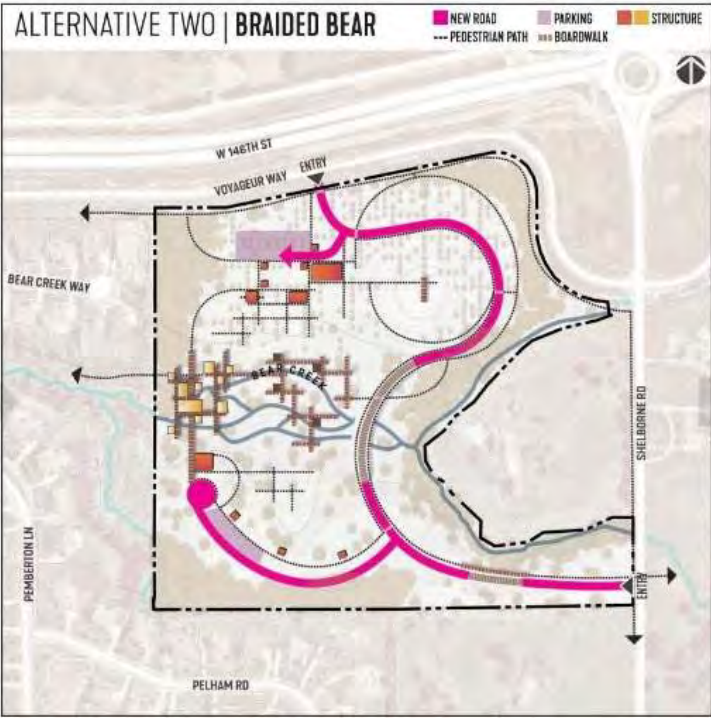 ALTERNATIVE TWO | BRAIDED BEAR
NEW ROAD
PARKING
STRUCTURE
PEDESTRIAN PATH
BOARDWALK
W 146TH ST
VOYAGEUR WAY
ENTRY
BEAR CREEK WAY
BEAR CREEK
SHELBORNE RD
PEMBERTON LN
ENTRY
PELHAM RD